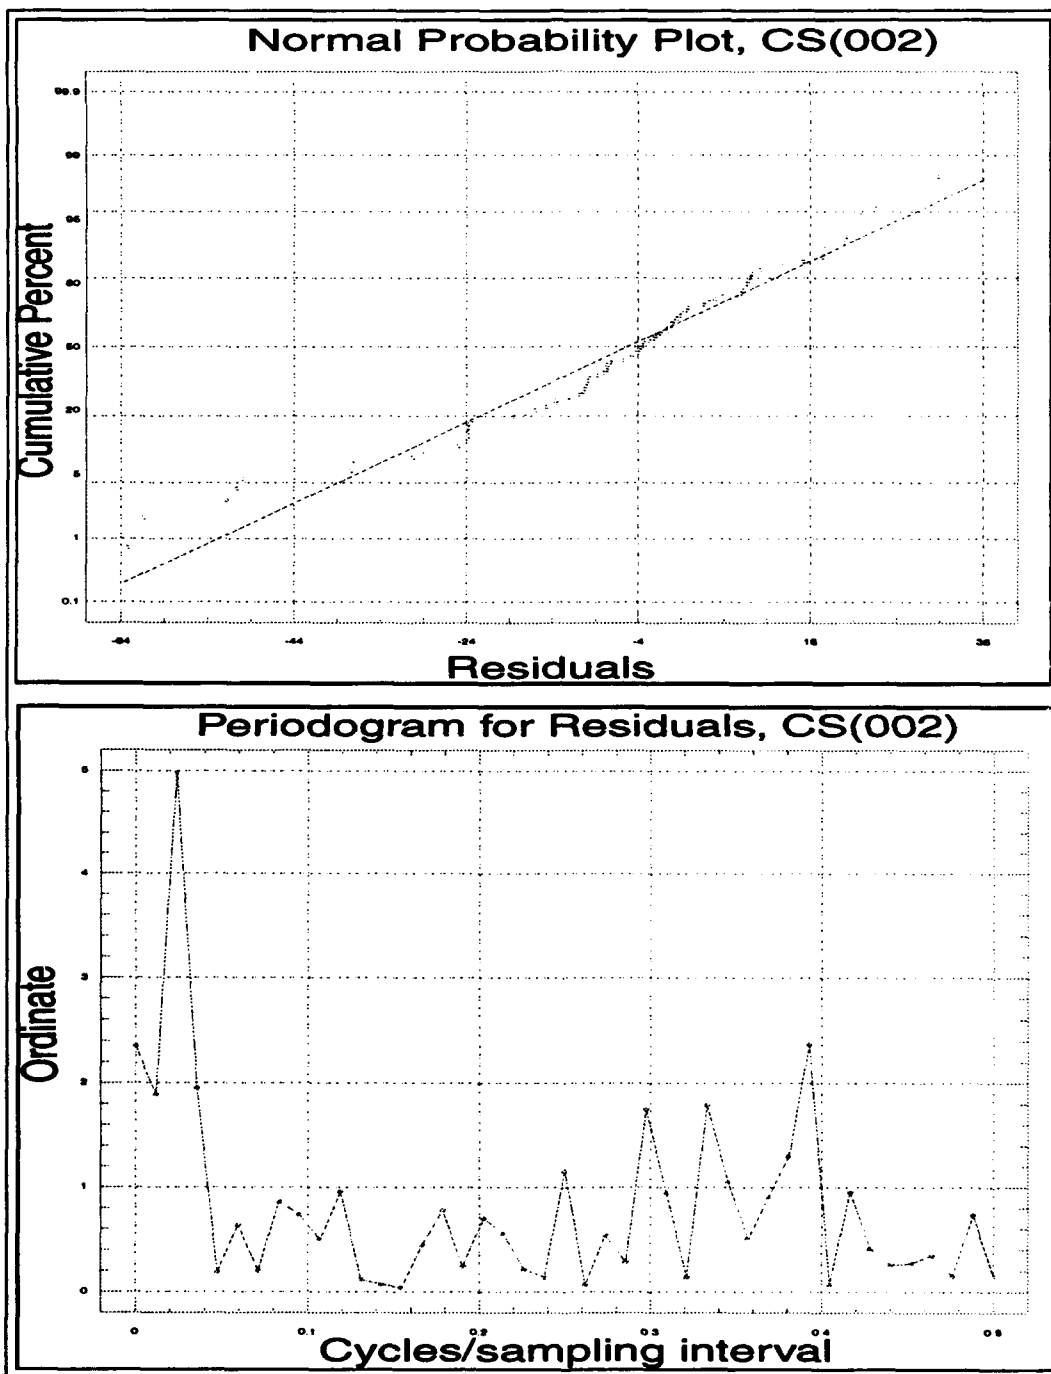 Normal Probability Plot, CS(002)
99.9
99
95
80
50
20
5
1
0.1
Cumulative Percent
-64 -44 -24 -4 16 36
Residuals
Periodogram for Residuals, CS(002)
5
4
3
2
1
0
Ordinate
0 0.1 0.2 0.3 0.4 0.5
Cycles/sampling interval